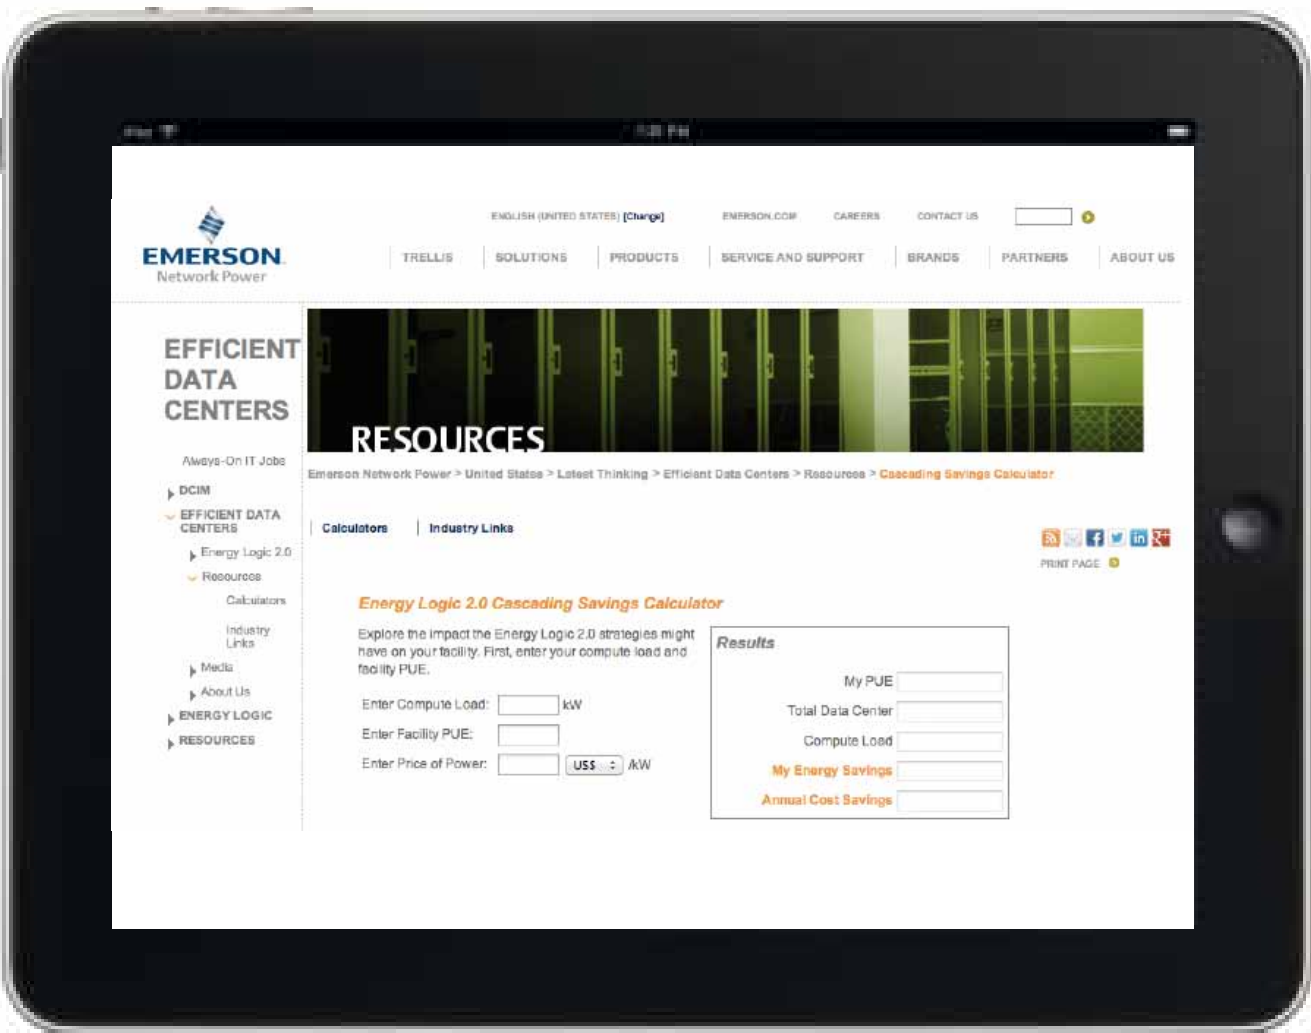 ENGLISH (UNITED STATES) [Change]
EMERSON.COM
CAREERS
CONTACT US
EMERSON
Network Power
TRELLIS
SOLUTIONS
PRODUCTS
SERVICE AND SUPPORT
BRANDS
PARTNERS
ABOUT US
EFFICIENT
DATA
CENTERS
RESOURCES
Emerson Network Power > United States > Latest Thinking > Efficient Data Centers > Resources > Cascading Savings Calculator
Always-On IT Jobs
DCIM
EFFICIENT DATA
CENTERS
Energy Logic 2.0
Resources
Calculators
Industry
Links
Media
About Us
ENERGY LOGIC
RESOURCES
Calculators
Industry Links
PRINT PAGE
Energy Logic 2.0 Cascading Savings Calculator
Explore the impact the Energy Logic 2.0 strategies might
have on your facility. First, enter your compute load and
facility PUE.
Enter Compute Load: kW
Enter Facility PUE:
Enter Price of Power: US$ /kW
Results
My PUE
Total Data Center
Compute Load
My Energy Savings
Annual Cost Savings